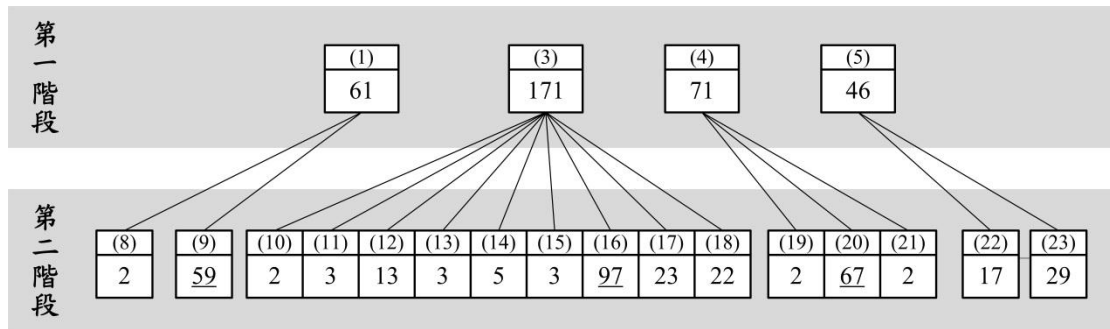 第一階段
(1) (3) (4) (5)
61 171 71 46
第二階段
(8) (9) (10) (11) (12) (13) (14) (15) (16) (17) (18) (19) (20) (21) (22) (23)
2 59 2 3 13 3 5 3 97 23 22 2 67 2 17 29